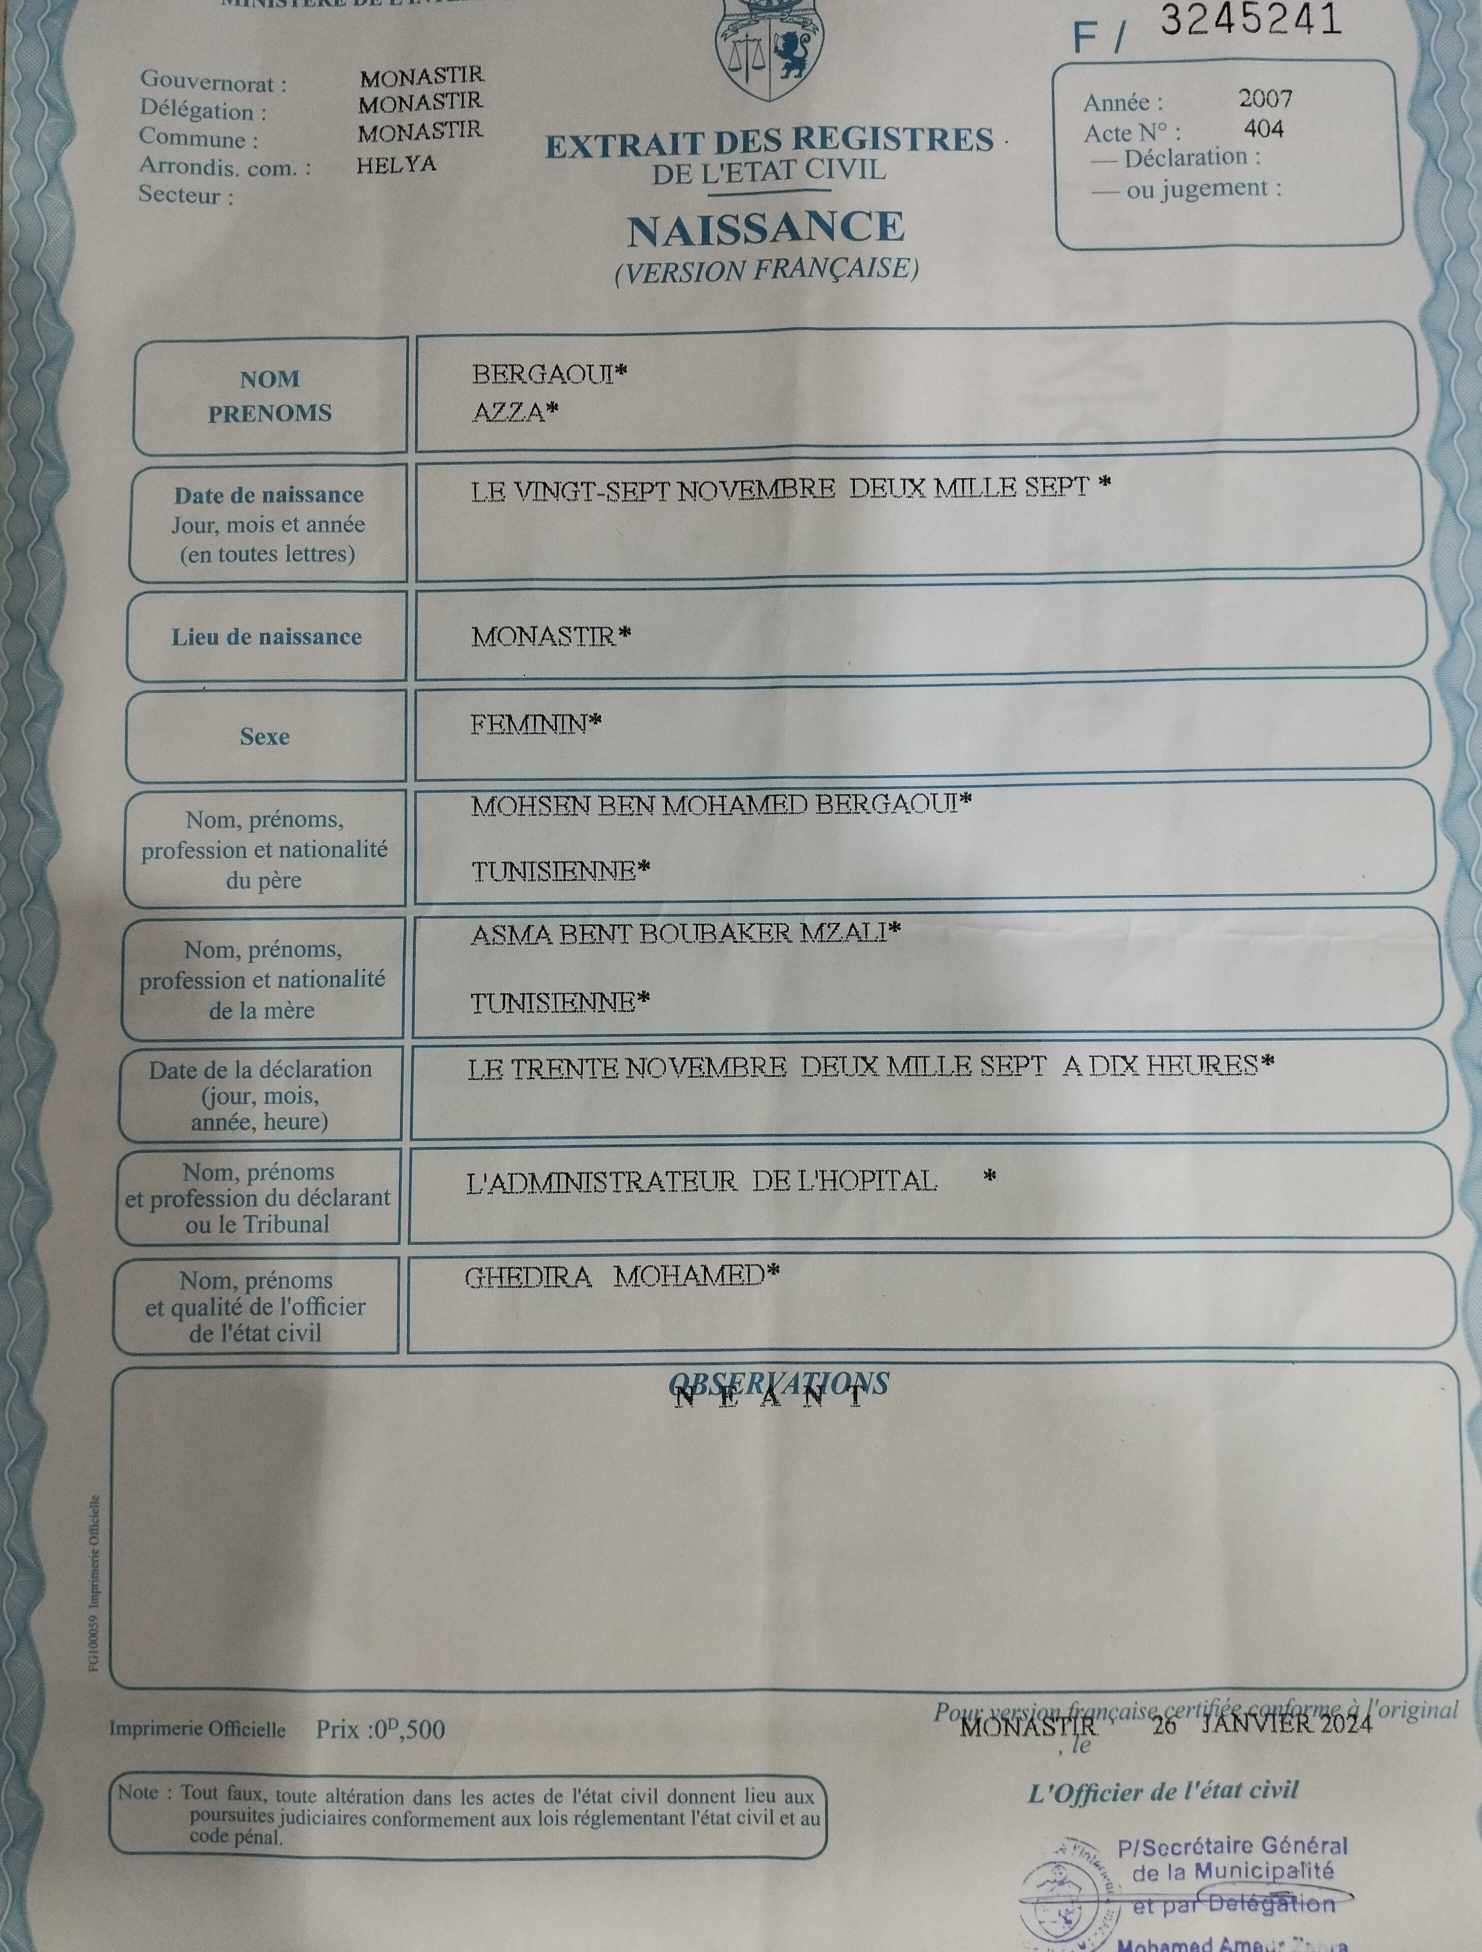 F / 3245241
Gouvernorat : MONASTIR
Délégation : MONASTIR
Commune : MONASTIR
Arrondis. com. : HELYA
Secteur :
EXTRAIT DES REGISTRES
DE L'ETAT CIVIL
NAISSANCE
(VERSION FRANÇAISE)
Année : 2007
Acte N° : 404
— Déclaration :
— ou jugement :
NOM
PRENOMS
BERGAOUI*
AZZA*
Date de naissance
Jour, mois et année
(en toutes lettres)
LE VINGT-SEPT NOVEMBRE DEUX MILLE SEPT *
Lieu de naissance
MONASTIR*
Sexe
FEMININ*
Nom, prénoms,
profession et nationalité
du père
MOHSEN BEN MOHAMED BERGAOUI*
TUNISIENNE*
Nom, prénoms,
profession et nationalité
de la mère
ASMA BENT BOUBAKER MZALI*
TUNISIENNE*
Date de la déclaration
(jour, mois,
année, heure)
LE TRENTE NOVEMBRE DEUX MILLE SEPT A DIX HEURES*
Nom, prénoms
et profession du déclarant
ou le Tribunal
L'ADMINISTRATEUR DE L'HOPITAL *
Nom, prénoms
et qualité de l'officier
de l'état civil
GHEDIRA MOHAMED*
OBSERVATIONS
N E A N T
FG100059 Imprimerie Officielle
Imprimerie Officielle Prix :0D,500
Pour version française certifiée conforme à l'original
MONASTIR 26 JANVIER 2024
, le
Note : Tout faux, toute altération dans les actes de l'état civil donnent lieu aux
poursuites judiciaires conformement aux lois réglementant l'état civil et au
code pénal.
L'Officier de l'état civil
P/Secrétaire Général
de la Municipalité
et par Delégation
Mohamed